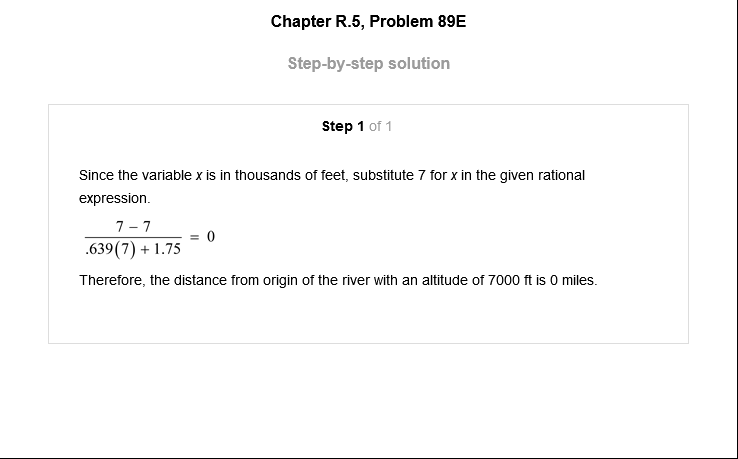 Chapter R.5, Problem 89E
Step-by-step solution
Step 1 of 1
Since the variable x is in thousands of feet, substitute 7 for x in the given rational
expression.
7 − 7
.639(7) + 1.75 = 0
Therefore, the distance from origin of the river with an altitude of 7000 ft is 0 miles.